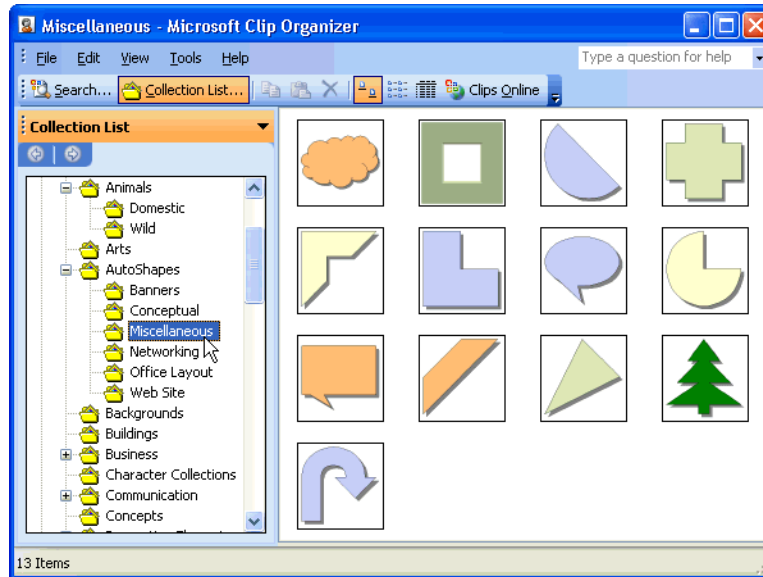 Miscellaneous - Microsoft Clip Organizer
File Edit View Tools Help Type a question for help
Search... Collection List... Clips Online
Collection List
Animals
Domestic
Wild
Arts
AutoShapes
Banners
Conceptual
Miscellaneous
Networking
Office Layout
Web Site
Backgrounds
Buildings
Business
Character Collections
Communication
Concepts
13 Items